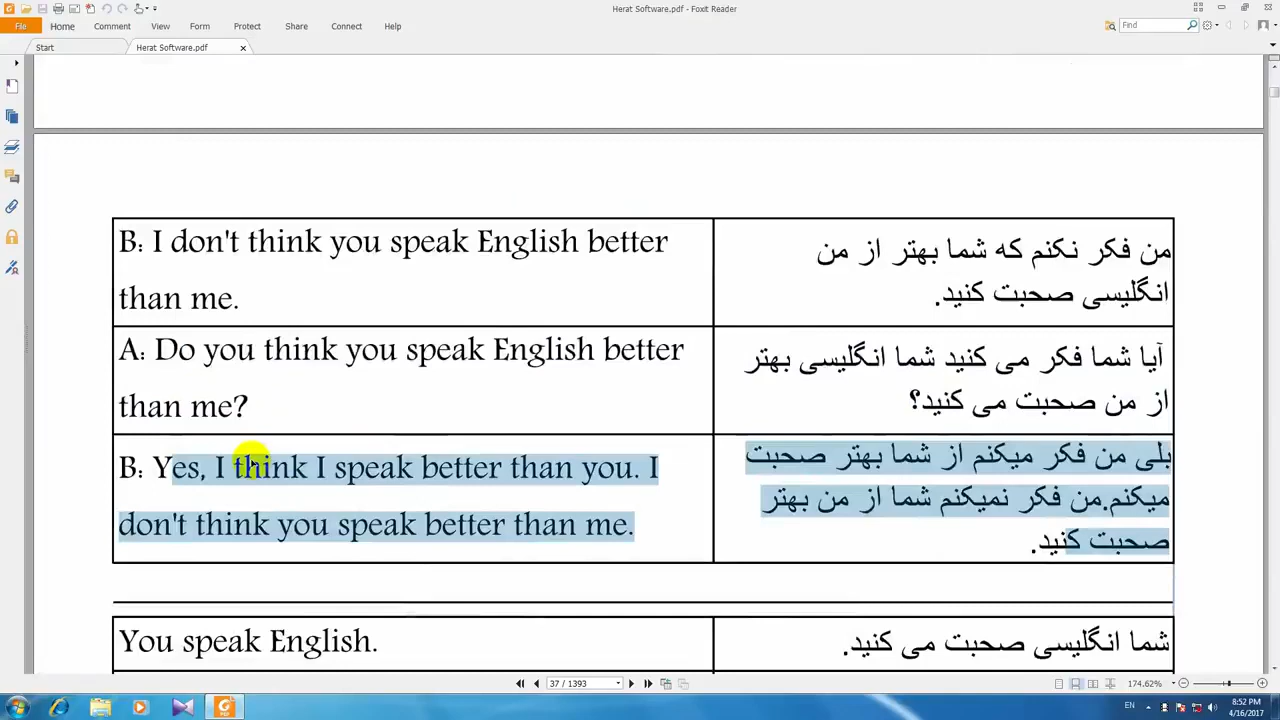 Herat Software.pdf - Foxit Reader
File Home Comment View Form Protect Share Connect Help
Find
Start Herat Software.pdf
B: I don't think you speak English better
than me.
من فکر نکنم که شما بهتر از من
انگلیسی صحبت کنید.
A: Do you think you speak English better
than me?
آیا شما فکر می کنید شما انگلیسی بهتر
از من صحبت می کنید؟
B: Yes, I think I speak better than you. I
don't think you speak better than me.
بلی من فکر میکنم از شما بهتر صحبت
میکنم.من فکر نمیکنم شما از من بهتر
صحبت کنید.
You speak English.
شما انگلیسی صحبت می کنید.
37 / 1393
174.62%
EN
8:52 PM
4/16/2017